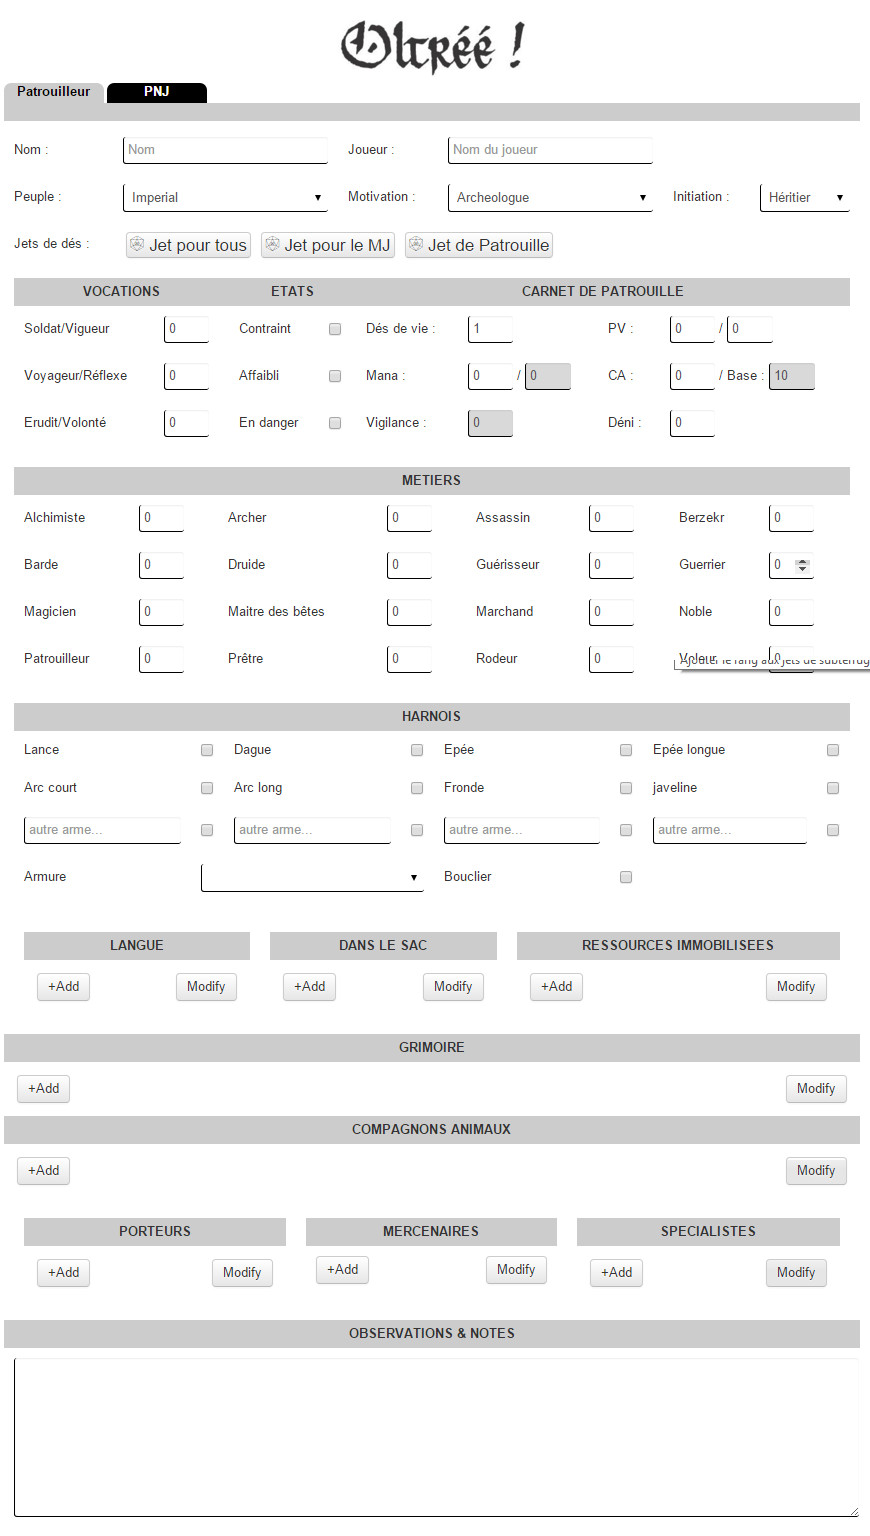 Oltréé !
Patrouilleur PNJ
Nom : Nom Joueur : Nom du joueur
Peuple : Imperial Motivation : Archeologue Initiation : Héritier
Jets de dés : Jet pour tous Jet pour le MJ Jet de Patrouille
VOCATIONS ETATS CARNET DE PATROUILLE
Soldat/Vigueur 0 Contraint Dés de vie : 1 PV : 0 / 0
Voyageur/Réflexe 0 Affaibli Mana : 0 / 0 CA : 0 / Base : 10
Erudit/Volonté 0 En danger Vigilance : 0 Déni : 0
METIERS
Alchimiste 0 Archer 0 Assassin 0 Berzekr 0
Barde 0 Druide 0 Guérisseur 0 Guerrier 0
Magicien 0 Maitre des bêtes 0 Marchand 0 Noble 0
Patrouilleur 0 Prêtre 0 Rodeur 0 Voleur 0
Ajouter le rang aux jets de subterfug
HARNOIS
Lance Dague Epée Epée longue
Arc court Arc long Fronde javeline
autre arme... autre arme... autre arme... autre arme...
Armure Bouclier
LANGUE DANS LE SAC RESSOURCES IMMOBILISEES
+Add Modify +Add Modify +Add Modify
GRIMOIRE
+Add Modify
COMPAGNONS ANIMAUX
+Add Modify
PORTEURS MERCENAIRES SPECIALISTES
+Add Modify +Add Modify +Add Modify
OBSERVATIONS & NOTES